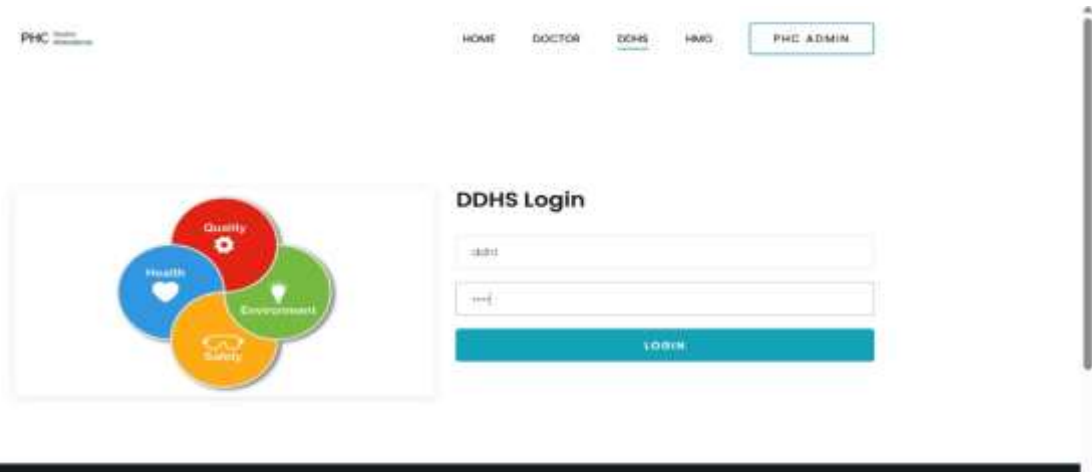 PHC
HOME DOCTOR DDHS HMO PHC ADMIN
Quality
Health
Environment
Safety
DDHS Login
LOGIN